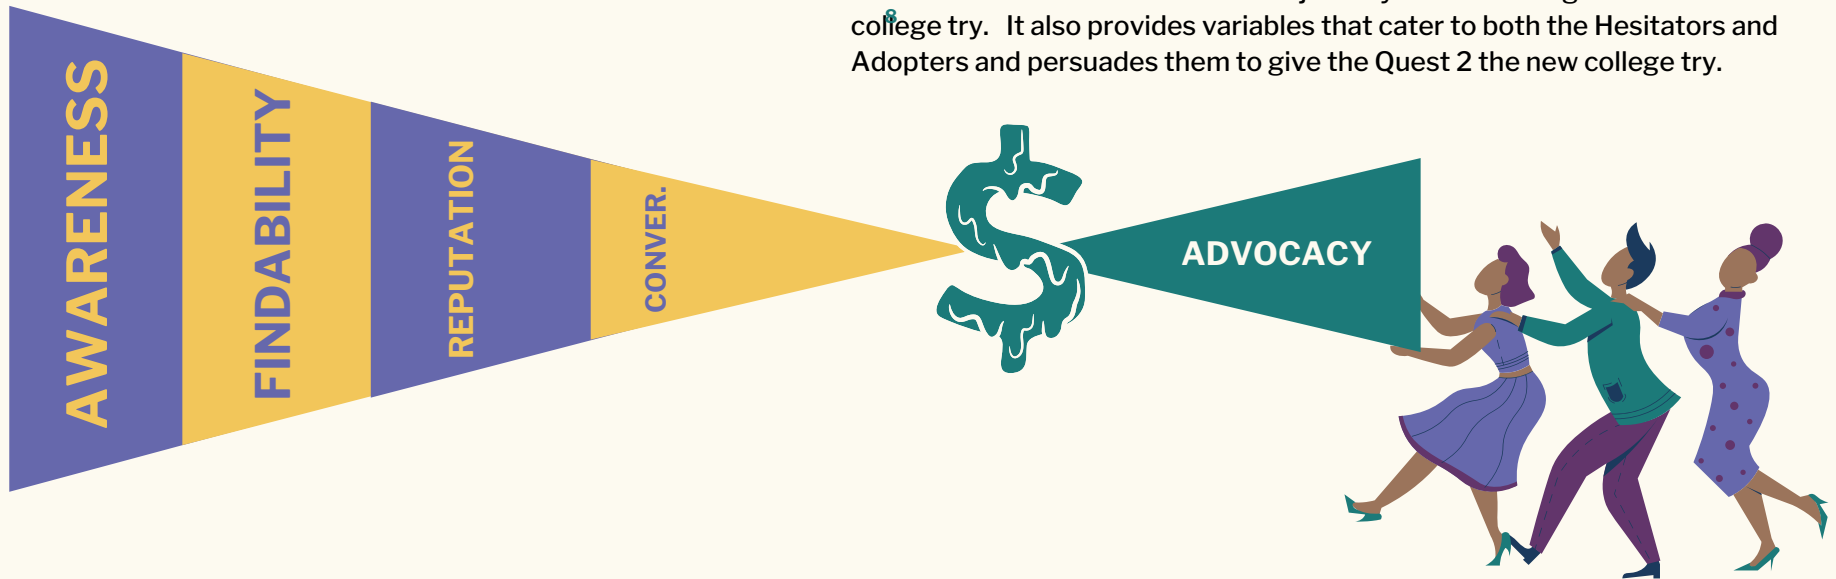 8
college try. It also provides variables that cater to both the Hesitators and
Adopters and persuades them to give the Quest 2 the new college try.
AWARENESS
FINDABILITY
REPUTATION
CONVER.
$
ADVOCACY